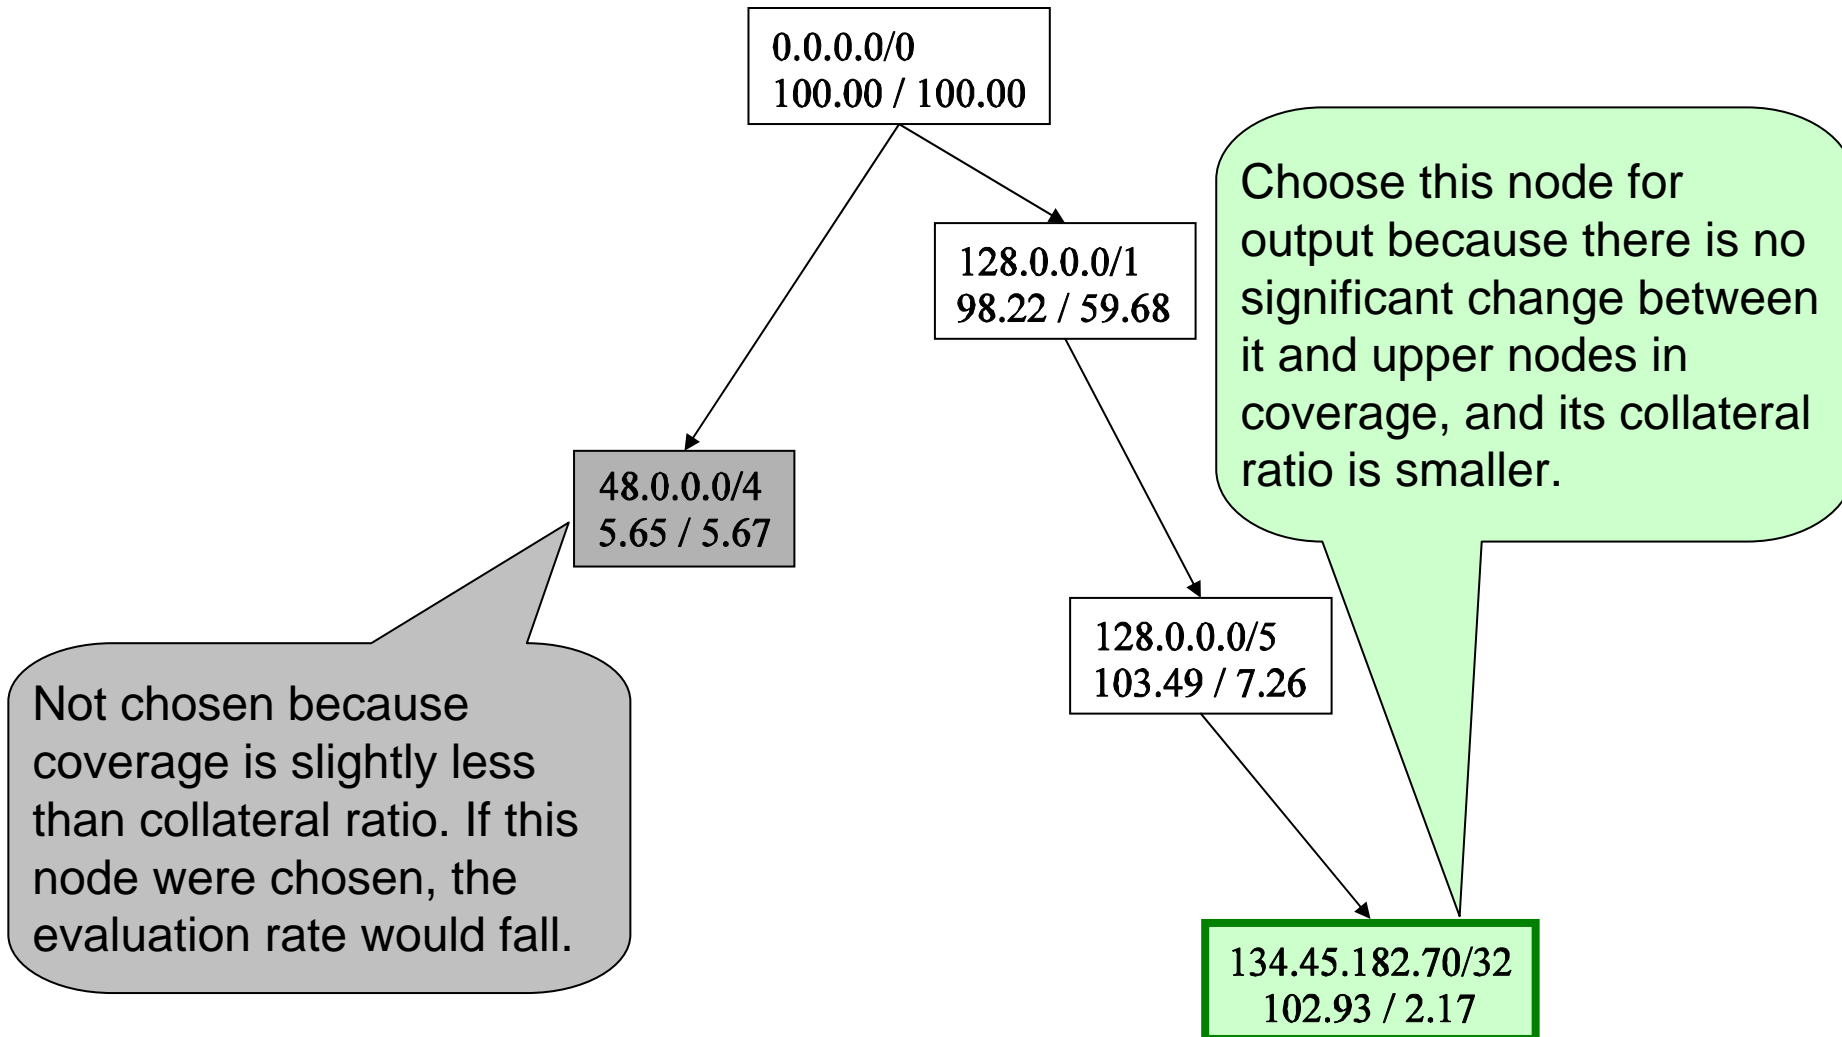 0.0.0.0/0
100.00 / 100.00
128.0.0.0/1
98.22 / 59.68
Choose this node for
output because there is no
significant change between
it and upper nodes in
coverage, and its collateral
ratio is smaller.
48.0.0.0/4
5.65 / 5.67
128.0.0.0/5
103.49 / 7.26
Not chosen because
coverage is slightly less
than collateral ratio. If this
node were chosen, the
evaluation rate would fall.
134.45.182.70/32
102.93 / 2.17